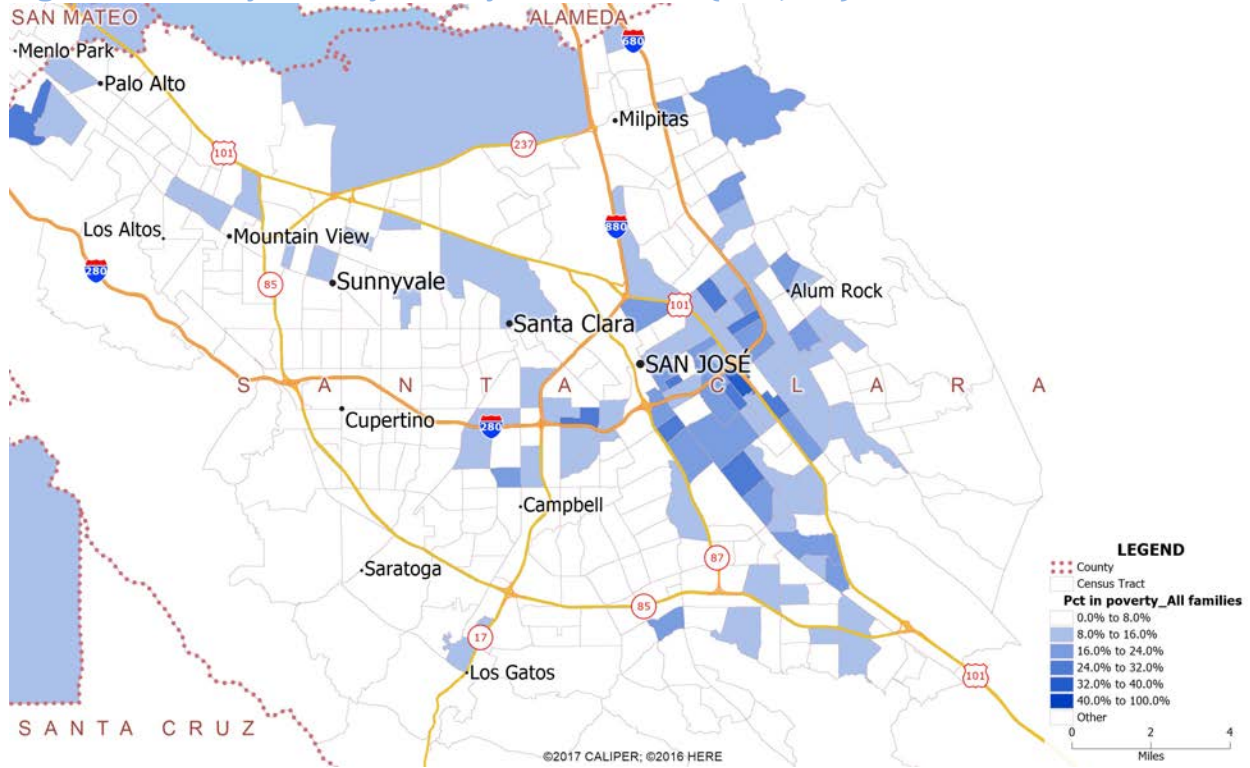 SAN MATEO
ALAMEDA
680
Menlo Park
Palo Alto
Milpitas
101
237
Los Altos
Mountain View
880
280
85
Sunnyvale
Alum Rock
101
Santa Clara
SAN JOSÉ
SANTA CLARA
Cupertino
280
Campbell
87
Saratoga
85
17
Los Gatos
101
SANTA CRUZ
LEGEND
County
Census Tract
Pct in poverty_All families
0.0% to 8.0%
8.0% to 16.0%
16.0% to 24.0%
24.0% to 32.0%
32.0% to 40.0%
40.0% to 100.0%
Other
0 2 4
Miles
©2017 CALIPER; ©2016 HERE